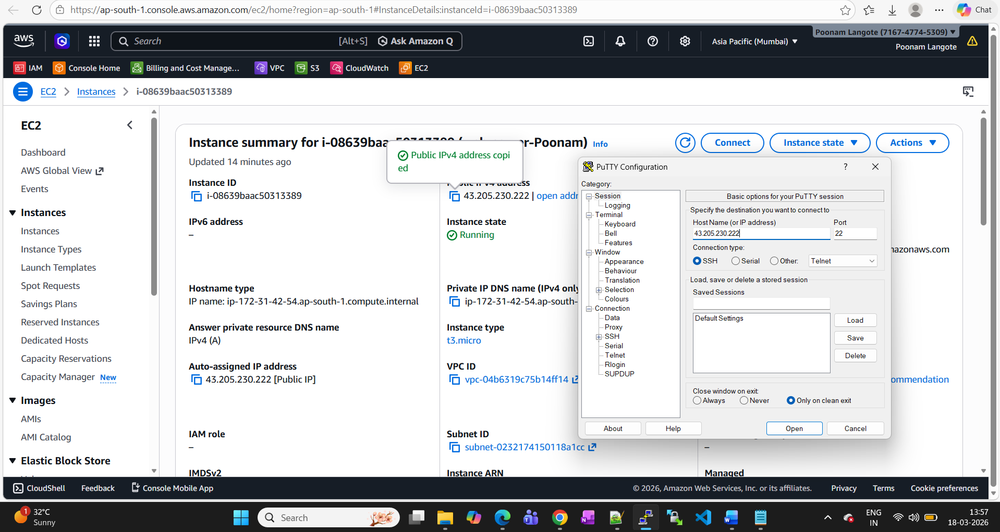 https://ap-south-1.console.aws.amazon.com/ec2/home?region=ap-south-1#InstanceDetails:instanceId=i-08639baac50313389
Chat
aws
Search
[Alt+S]
Ask Amazon Q
Asia Pacific (Mumbai)
Poonam Langote (7167-4774-5309)
Poonam Langote
IAM
Console Home
Billing and Cost Manage...
VPC
S3
CloudWatch
EC2
EC2
Instances
i-08639baac50313389
EC2
Dashboard
AWS Global View
Events
Instances
Instances
Instance Types
Launch Templates
Spot Requests
Savings Plans
Reserved Instances
Dedicated Hosts
Capacity Reservations
Capacity Manager New
Images
AMIs
AMI Catalog
Elastic Block Store
Instance summary for
Info
Connect
Instance state
Actions
Updated 14 minutes ago
Public IPv4 address copi
ed
Instance ID
i-08639baac50313389
43.205.230.222 | open addr
IPv6 address
–
Instance state
Running
mazonaws.com
Hostname type
IP name: ip-172-31-42-54.ap-south-1.compute.internal
Private IP DNS name (IPv4 only
ip-172-31-42-54.ap-south-
Answer private resource DNS name
IPv4 (A)
Instance type
t3.micro
Auto-assigned IP address
43.205.230.222 [Public IP]
VPC ID
vpc-04b6319c75b14ff14
ommendation
IAM role
–
Subnet ID
subnet-0232174150118a1cc
–
IMDSv2
Instance ARN
Managed
PuTTY Configuration
?
Category:
Session
Logging
Terminal
Keyboard
Bell
Features
Window
Appearance
Behaviour
Translation
Selection
Colours
Connection
Data
Proxy
SSH
Serial
Telnet
Rlogin
SUPDUP
Basic options for your PuTTY session
Specify the destination you want to connect to
Host Name (or IP address)
Port
43.205.230.222
22
Connection type:
SSH
Serial
Other:
Telnet
Load, save or delete a stored session
Saved Sessions
Default Settings
Load
Save
Delete
Close window on exit:
Always
Never
Only on clean exit
About
Help
Open
Cancel
CloudShell
Feedback
Console Mobile App
© 2026, Amazon Web Services, Inc. or its affiliates.
Privacy
Terms
Cookie preferences
1
32°C
Sunny
Search
ENG
IN
13:57
18-03-2026